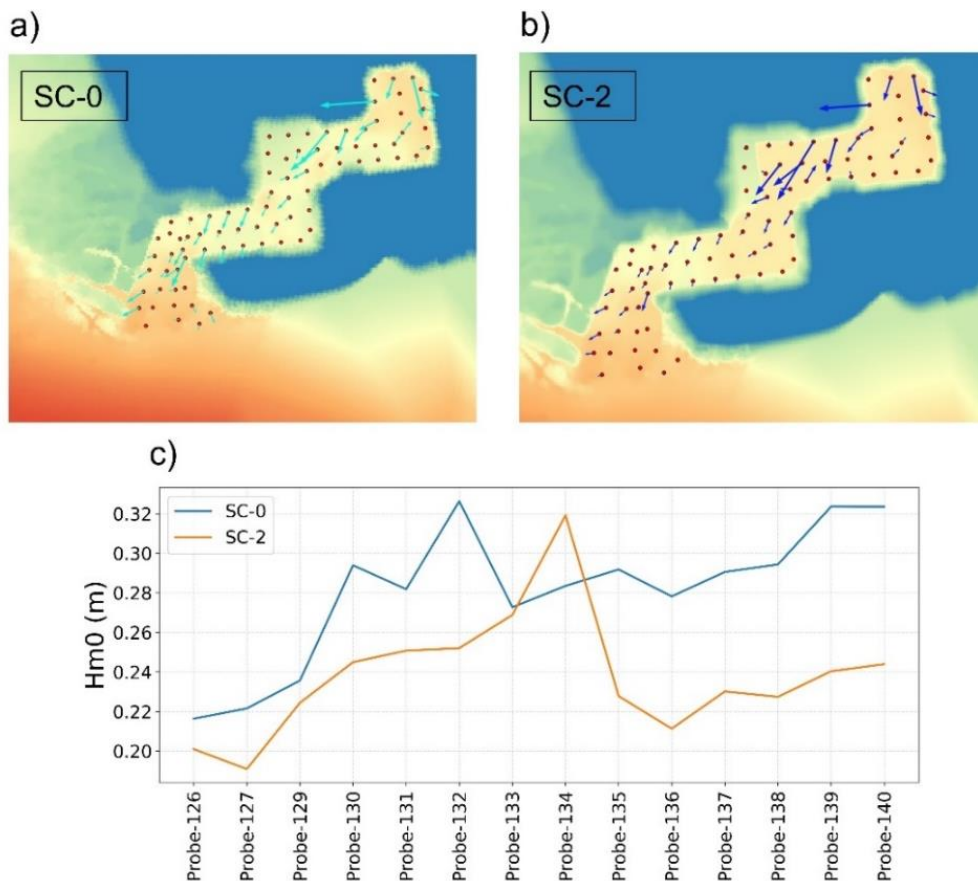 a)
b)
SC-0
SC-2
c)
SC-0
SC-2
Hm0 (m)
0.32
0.30
0.28
0.26
0.24
0.22
0.20
Probe-126
Probe-127
Probe-129
Probe-130
Probe-131
Probe-132
Probe-133
Probe-134
Probe-135
Probe-136
Probe-137
Probe-138
Probe-139
Probe-140